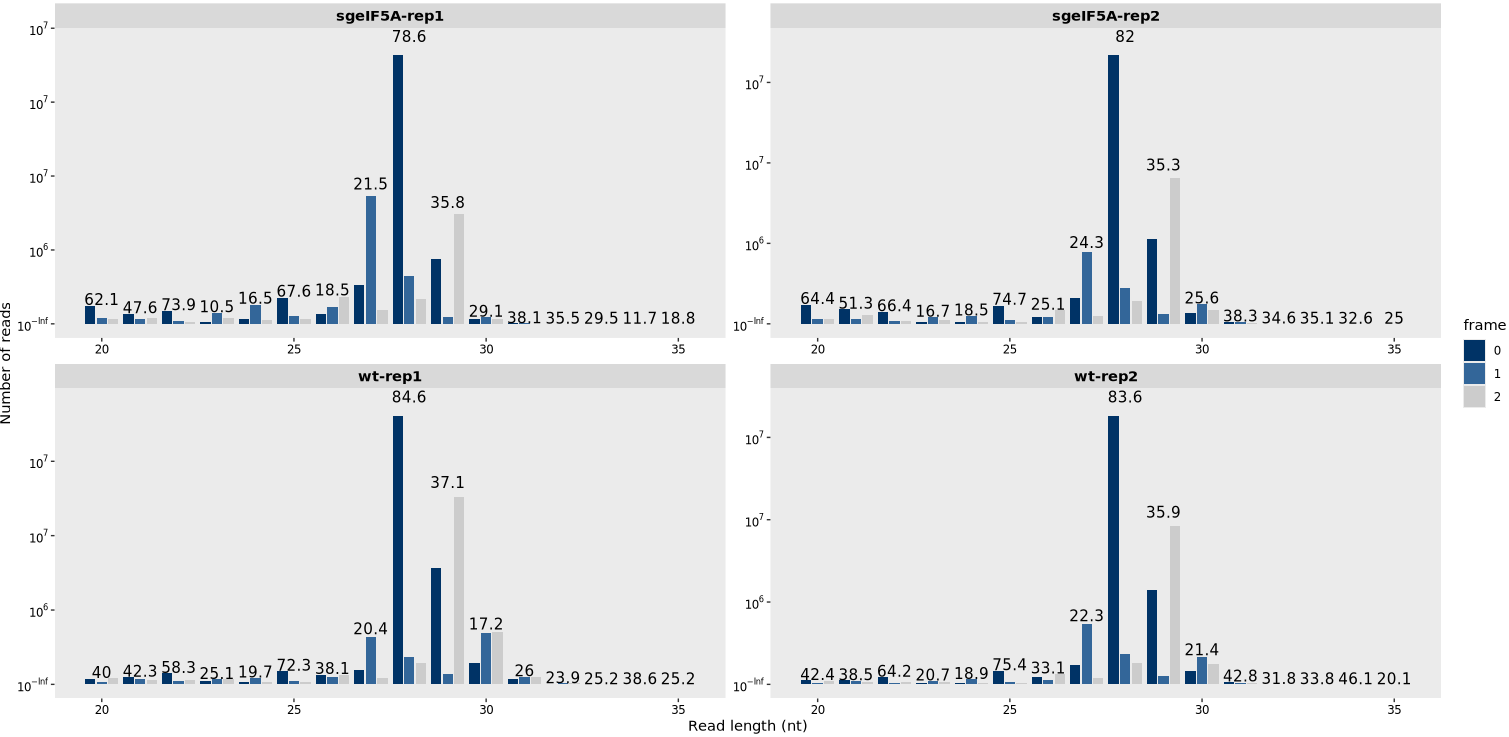 sgeIF5A-rep1
sgeIF5A-rep2
Number of reads
10^7
10^7
10^7
10^6
10^-Inf
62.1 47.6 73.9 10.5 16.5 67.6 18.5 21.5 78.6 35.8 29.1 38.1 35.5 29.5 11.7 18.8
20 25 30 35
10^7
10^7
10^6
10^-Inf
64.4 51.3 66.4 16.7 18.5 74.7 25.1 24.3 82 35.3 25.6 38.3 34.6 35.1 32.6 25
20 25 30 35
wt-rep1
wt-rep2
10^7
10^7
10^6
10^-Inf
40 42.3 58.3 25.1 19.7 72.3 38.1 20.4 84.6 37.1 17.2 26 23.9 25.2 38.6 25.2
20 25 30 35
10^7
10^7
10^6
10^-Inf
42.4 38.5 64.2 20.7 18.9 75.4 33.1 22.3 83.6 35.9 21.4 42.8 31.8 33.8 46.1 20.1
20 25 30 35
Read length (nt)
frame
0
1
2